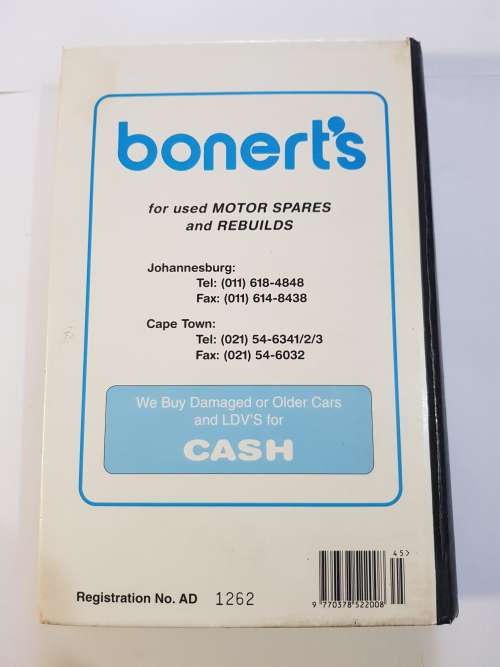 bonert's
for used MOTOR SPARES
and REBUILDS
Johannesburg:
Tel: (011) 618-4848
Fax: (011) 614-8438
Cape Town:
Tel: (021) 54-6341/2/3
Fax: (021) 54-6032
We Buy Damaged or Older Cars
and LDV'S for
CASH
45>
9 770378 522008
Registration No. AD 1262